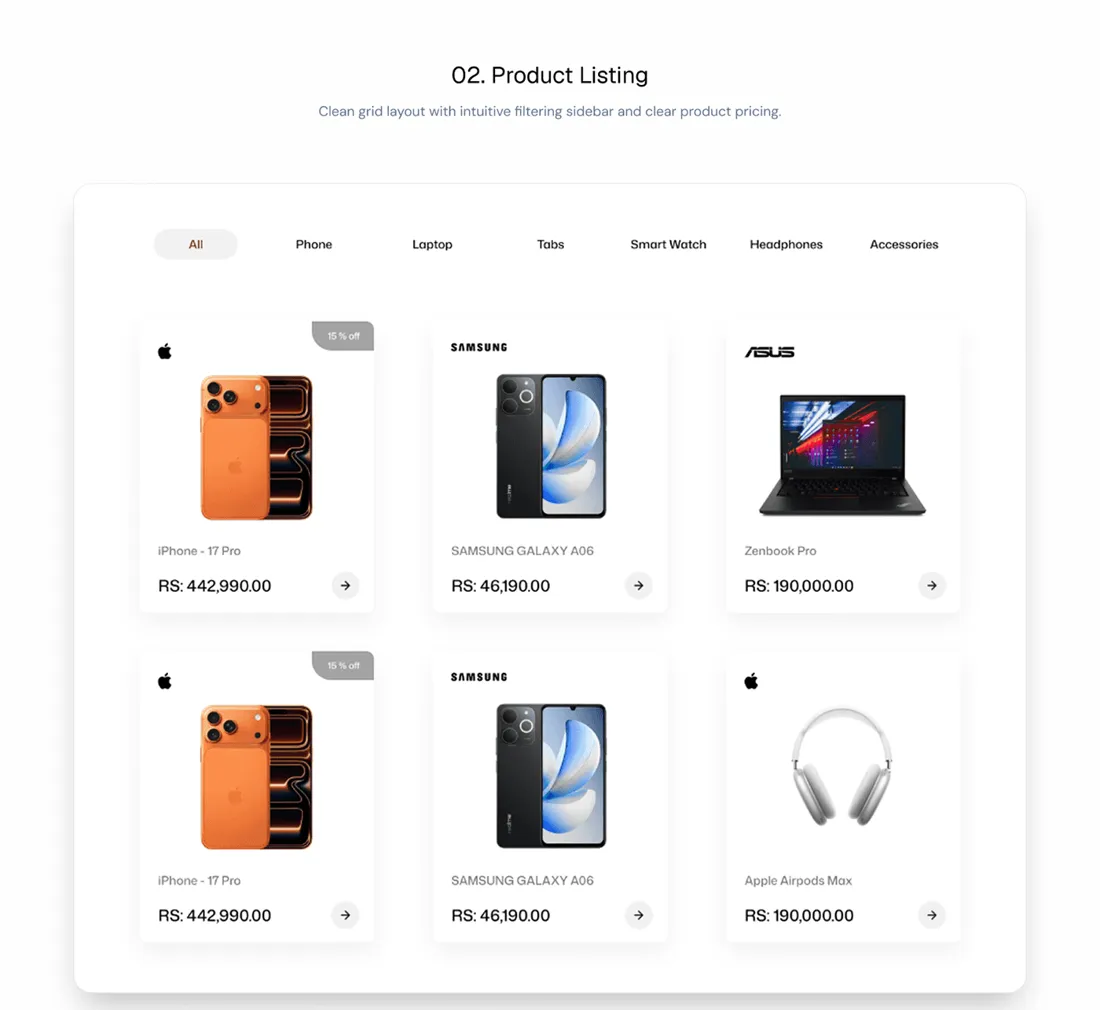 02. Product Listing
Clean grid layout with intuitive filtering sidebar and clear product pricing.
All
Phone
Laptop
Tabs
Smart Watch
Headphones
Accessories
15 % off
SAMSUNG
ASUS
realme
iPhone - 17 Pro
SAMSUNG GALAXY A06
Zenbook Pro
RS: 442,990.00
RS: 46,190.00
RS: 190,000.00
15 % off
SAMSUNG
realme
iPhone - 17 Pro
SAMSUNG GALAXY A06
Apple Airpods Max
RS: 442,990.00
RS: 46,190.00
RS: 190,000.00